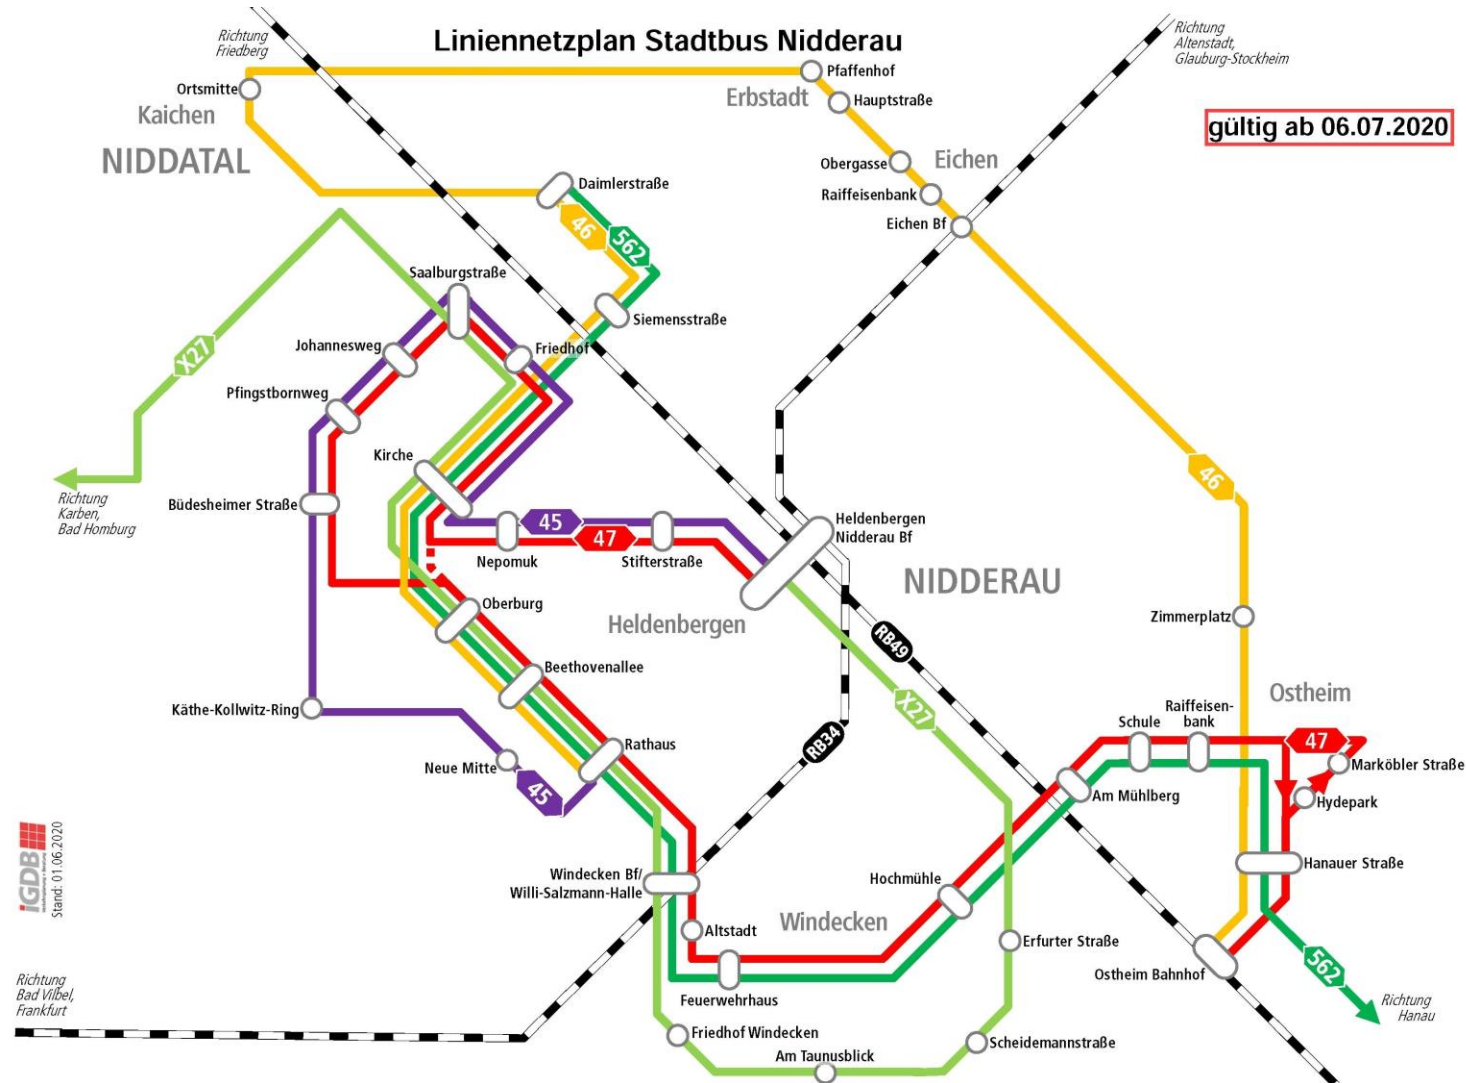 Liniennetzplan Stadtbus Nidderau
gültig ab 06.07.2020
Richtung
Friedberg
Richtung
Altenstadt,
Glauburg-Stockheim
Ortsmitte
Kaichen
NIDDATAL
Pfaffenhof
Erbstadt
Hauptstraße
Obergasse
Eichen
Raiffeisenbank
Eichen Bf
Daimlerstraße
46
562
Saalburgstraße
Siemensstraße
Johannesweg
Friedhof
X27
Pfingstbornweg
Kirche
46
Richtung
Karben,
Bad Homburg
Büdesheimer Straße
45
47
Nepomuk
Stifterstraße
Heldenbergen
Nidderau Bf
NIDDERAU
Oberburg
Heldenbergen
Zimmerplatz
RB49
Beethovenallee
Käthe-Kollwitz-Ring
X27
Ostheim
Raiffeisen-
bank
Schule
Rathaus
RB34
47
Neue Mitte
Marköbler Straße
45
Am Mühlberg
Hydepark
iGDB
Stand: 01.06.2020
Windecken Bf/
Willi-Salzmann-Halle
Hochmühle
Hanauer Straße
Altstadt
Windecken
Erfurter Straße
Ostheim Bahnhof
562
Feuerwehrhaus
Richtung
Bad Vilbel,
Frankfurt
Richtung
Hanau
Friedhof Windecken
Scheidemannstraße
Am Taunusblick